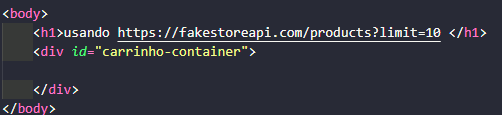 <body>
<h1>usando https://fakestoreapi.com/products?limit=10 </h1>
<div id="carrinho-container">
</div>
</body>